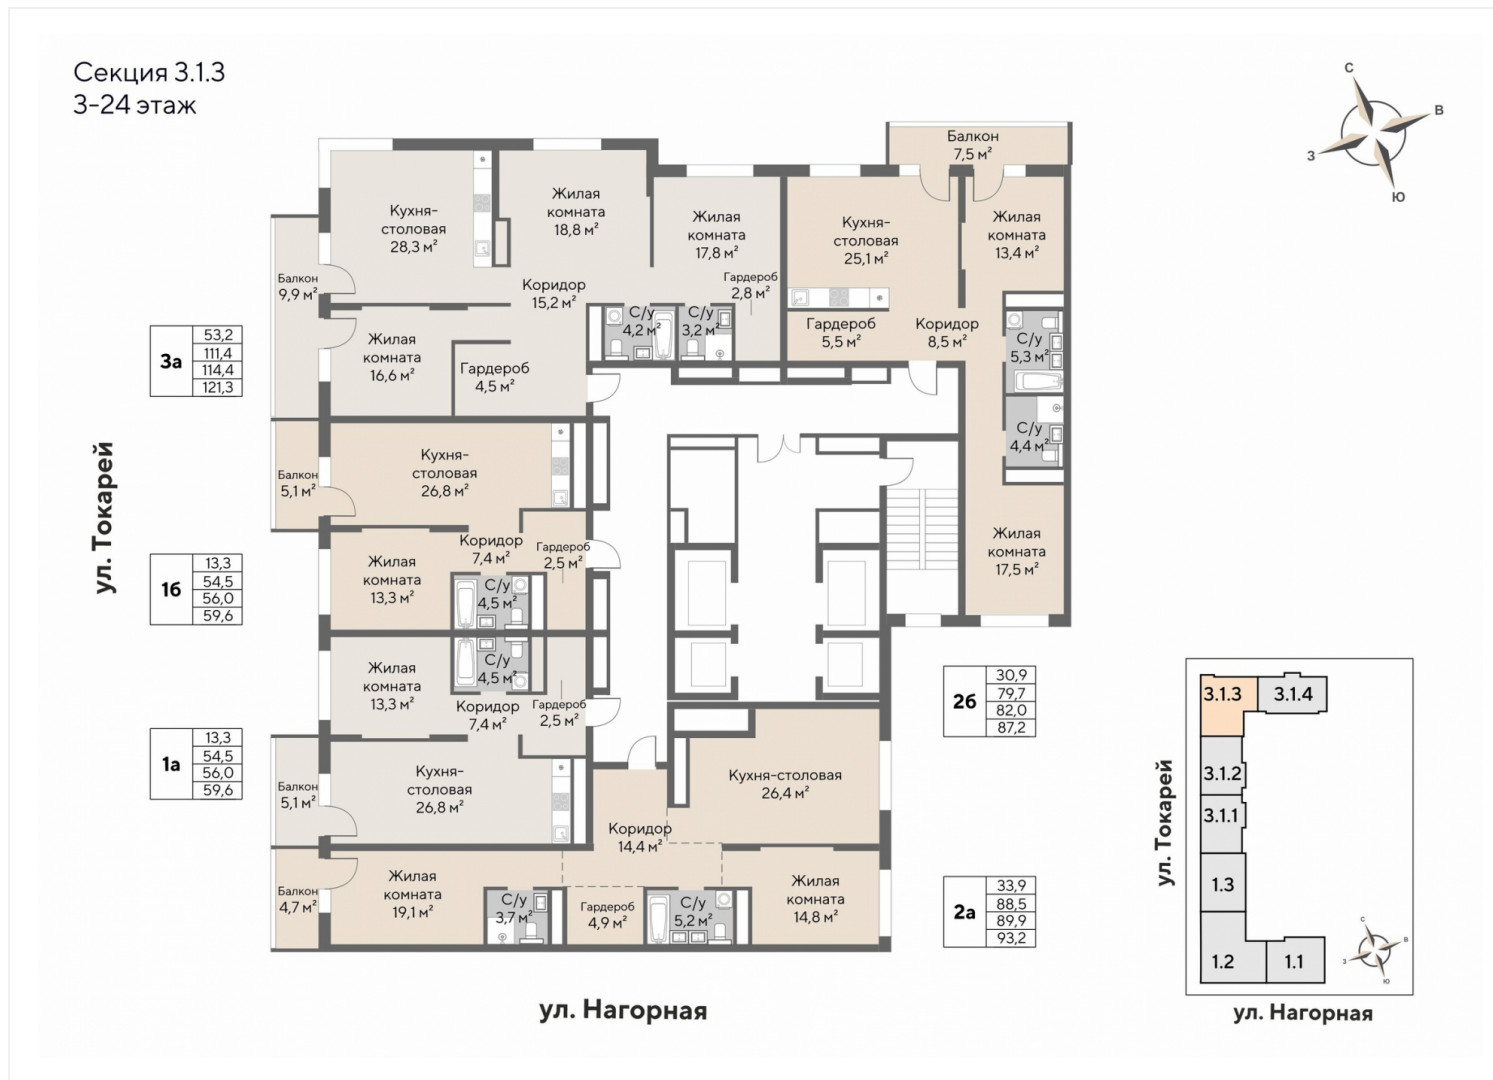 Секция 3.1.3
3-24 этаж
С
В
З
Ю
Балкон
7,5 м²
Кухня-
столовая
28,3 м²
Жилая
комната
18,8 м²
Жилая
комната
17,8 м²
Кухня-
столовая
25,1 м²
Жилая
комната
13,4 м²
Балкон
9,9 м²
Коридор
15,2 м²
Гардероб
2,8 м²
С/у
4,2 м²
С/у
3,2 м²
Гардероб
5,5 м²
Коридор
8,5 м²
С/у
5,3 м²
3а
53,2
111,4
114,4
121,3
Жилая
комната
16,6 м²
Гардероб
4,5 м²
С/у
4,4 м²
ул. Токарей
Балкон
5,1 м²
Кухня-
столовая
26,8 м²
Жилая
комната
17,5 м²
Коридор
7,4 м²
Гардероб
2,5 м²
1б
13,3
54,5
56,0
59,6
Жилая
комната
13,3 м²
С/у
4,5 м²
Жилая
комната
13,3 м²
С/у
4,5 м²
Коридор
7,4 м²
Гардероб
2,5 м²
2б
30,9
79,7
82,0
87,2
1а
13,3
54,5
56,0
59,6
Балкон
5,1 м²
Кухня-
столовая
26,8 м²
Кухня-столовая
26,4 м²
Коридор
14,4 м²
Балкон
4,7 м²
Жилая
комната
19,1 м²
С/у
3,7 м²
Гардероб
4,9 м²
С/у
5,2 м²
Жилая
комната
14,8 м²
2а
33,9
88,5
89,9
93,2
ул. Нагорная
3.1.3
3.1.4
3.1.2
3.1.1
1.3
1.2
1.1
ул. Токарей
С
В
З
Ю
ул. Нагорная